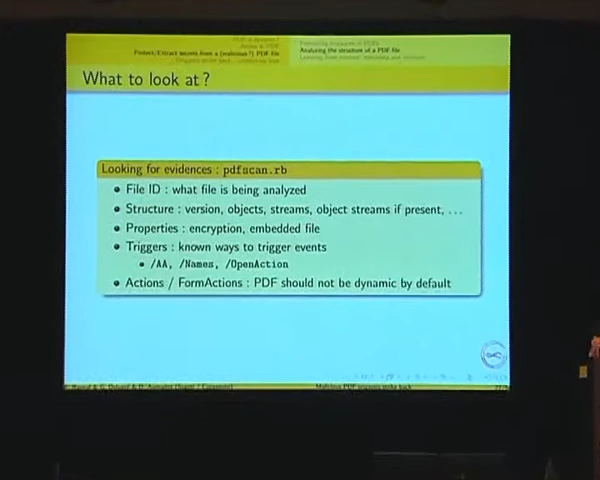 Protect/Extract secrets from a (malicious?) PDF file
Analyzing the structure of a PDF file
What to look at ?
Looking for evidences : pdfscan.rb
File ID : what file is being analyzed
Structure : version, objects, streams, object streams if present, ...
Properties : encryption, embedded file
Triggers : known ways to trigger events
/AA, /Names, /OpenAction
Actions / FormActions : PDF should not be dynamic by default